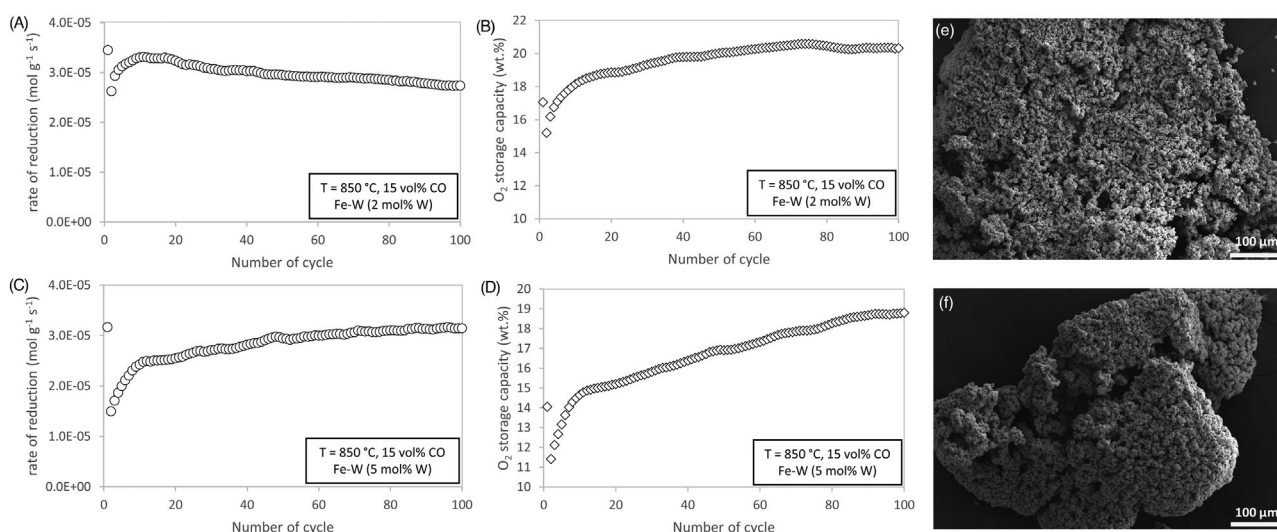 (A)
4.0E-05
3.0E-05
2.0E-05
1.0E-05
0.0E+00
rate of reduction (mol g⁻¹ s⁻¹)
T = 850 °C, 15 vol% CO
Fe-W (2 mol% W)
0 20 40 60 80 100
Number of cycle
(B)
22
21
20
19
18
17
16
15
14
13
12
11
10
O₂ storage capacity (wt.%)
T = 850 °C, 15 vol% CO
Fe-W (2 mol% W)
0 20 40 60 80 100
Number of cycle
(e)
100 µm
(C)
4.0E-05
3.0E-05
2.0E-05
1.0E-05
0.0E+00
rate of reduction (mol g⁻¹ s⁻¹)
T = 850 °C, 15 vol% CO
Fe-W (5 mol% W)
0 20 40 60 80 100
Number of cycle
(D)
20
19
18
17
16
15
14
13
12
11
10
O₂ storage capacity (wt.%)
T = 850 °C, 15 vol% CO
Fe-W (5 mol% W)
0 20 40 60 80 100
Number of cycle
(f)
100 µm